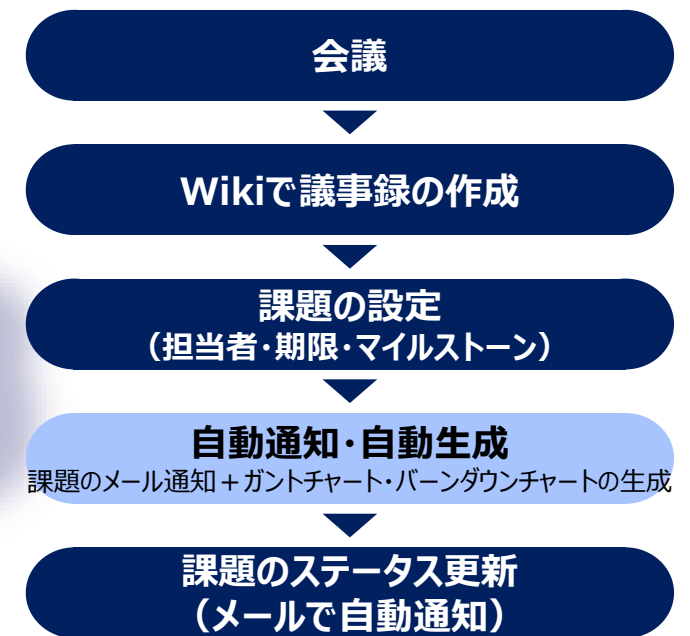 会議
Wikiで議事録の作成
課題の設定
（担当者・期限・マイルストーン）
自動通知・自動生成
課題のメール通知＋ガントチャート・バーンダウンチャートの生成
課題のステータス更新
（メールで自動通知）